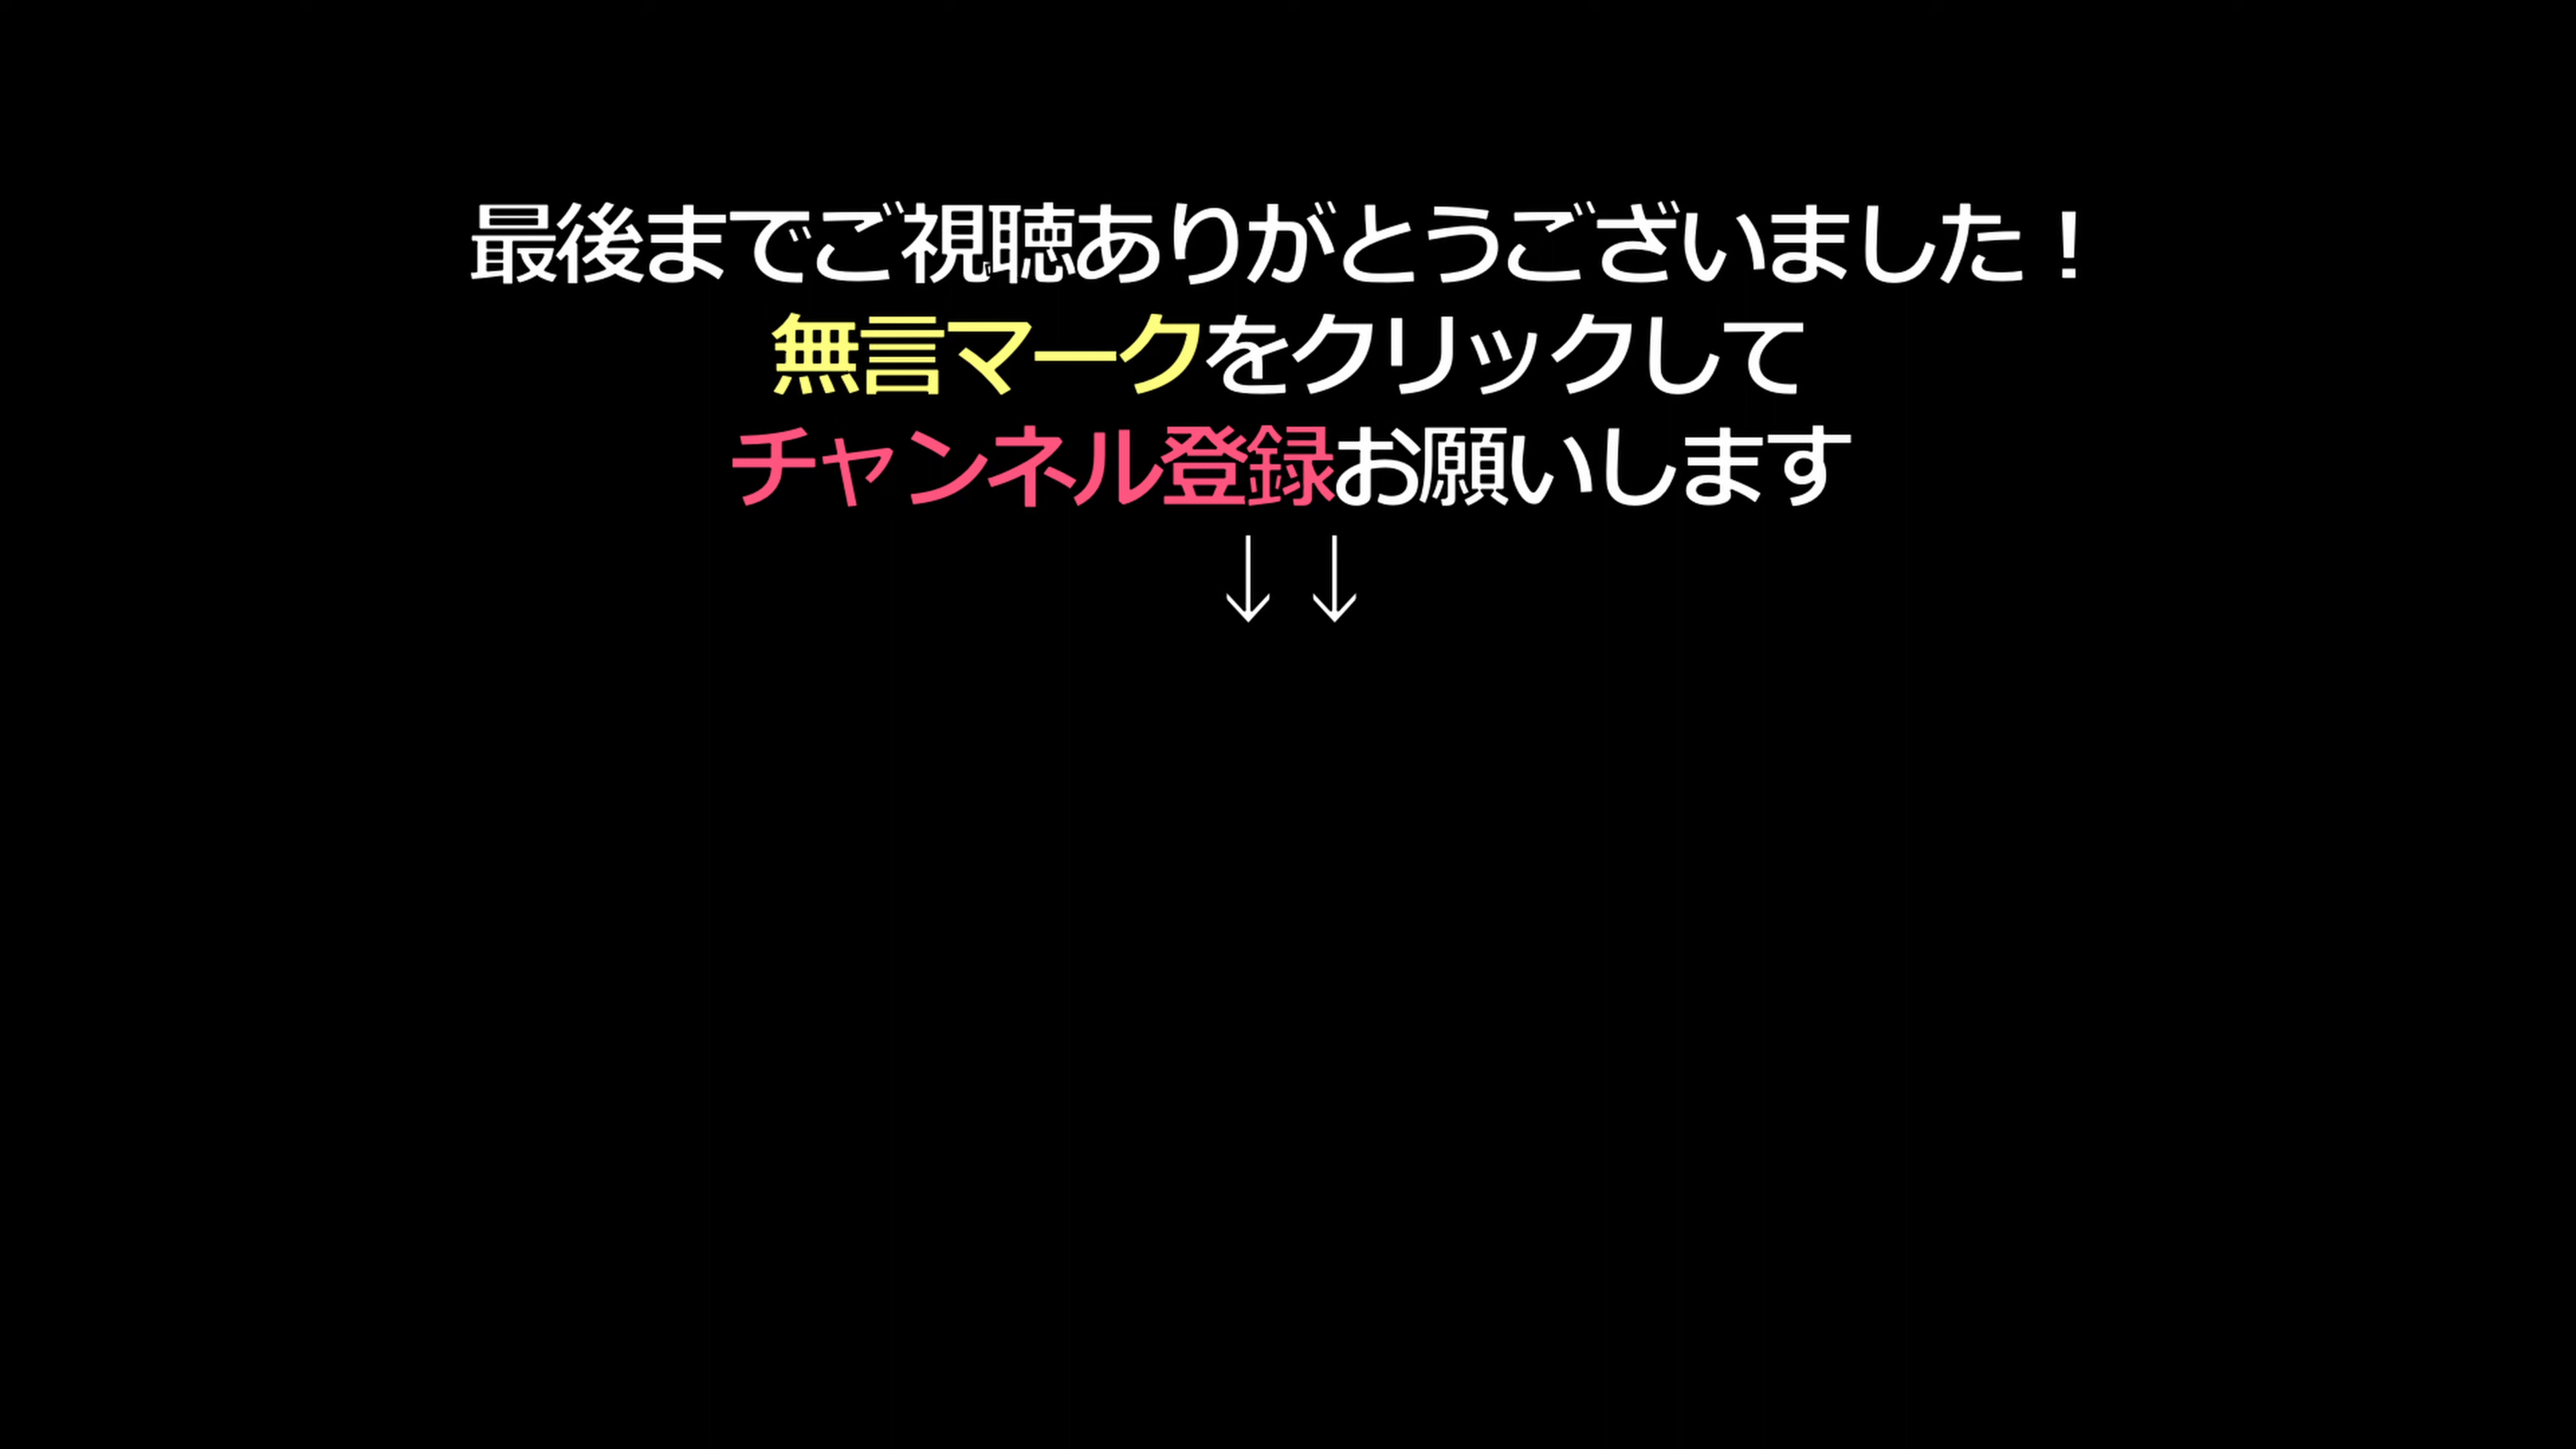 最後までご視聴ありがとうございました！
無言マークをクリックして
チャンネル登録お願いします
↓↓